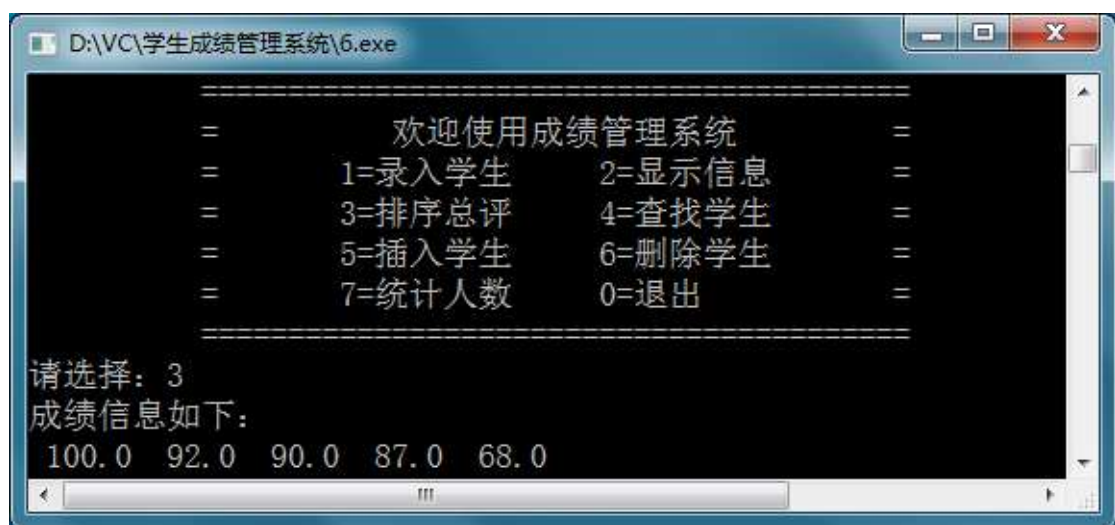 D:\VC\学生成绩管理系统\6.exe
=========================================
= 欢迎使用成绩管理系统 =
= 1=录入学生 2=显示信息 =
= 3=排序总评 4=查找学生 =
= 5=插入学生 6=删除学生 =
= 7=统计人数 0=退出 =
=========================================
请选择：3
成绩信息如下：
100.0 92.0 90.0 87.0 68.0